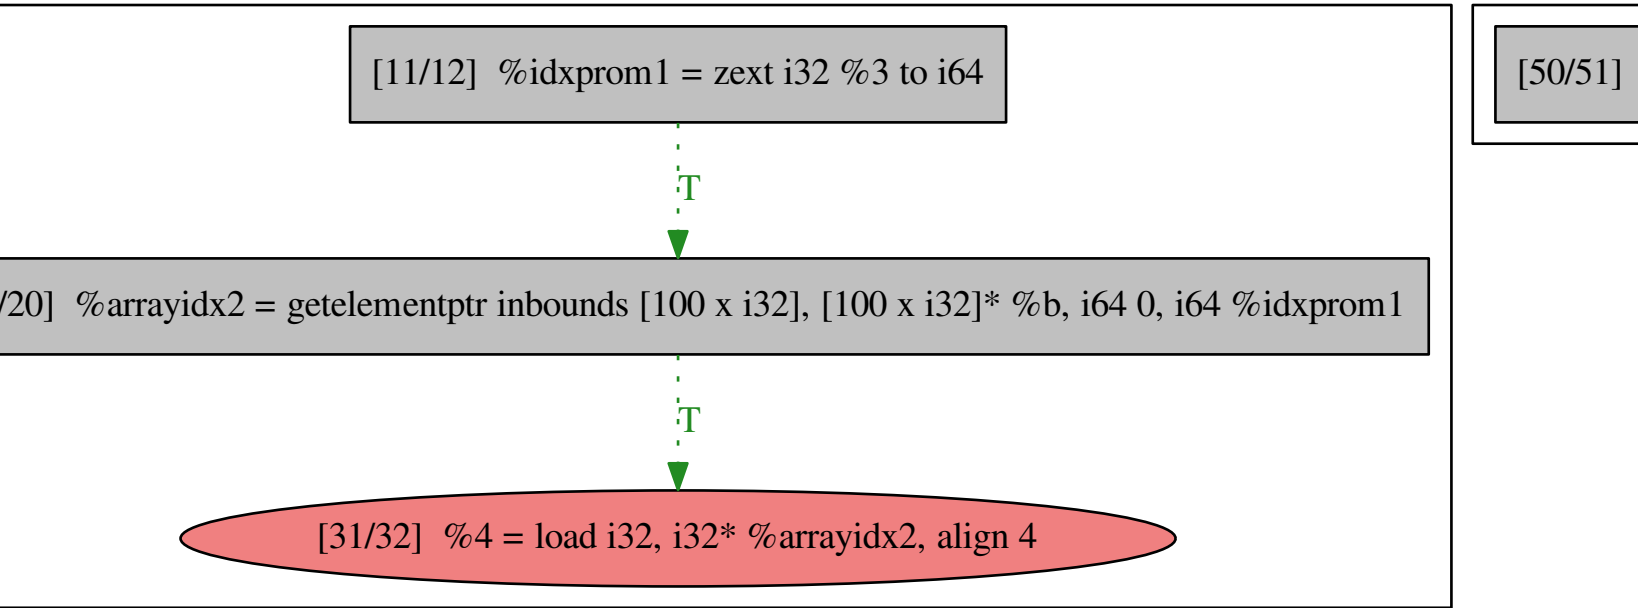 [11/12] %idxprom1 = zext i32 %3 to i64
[50/51]
T
/20] %arrayidx2 = getelementptr inbounds [100 x i32], [100 x i32]* %b, i64 0, i64 %idxprom1
T
[31/32] %4 = load i32, i32* %arrayidx2, align 4